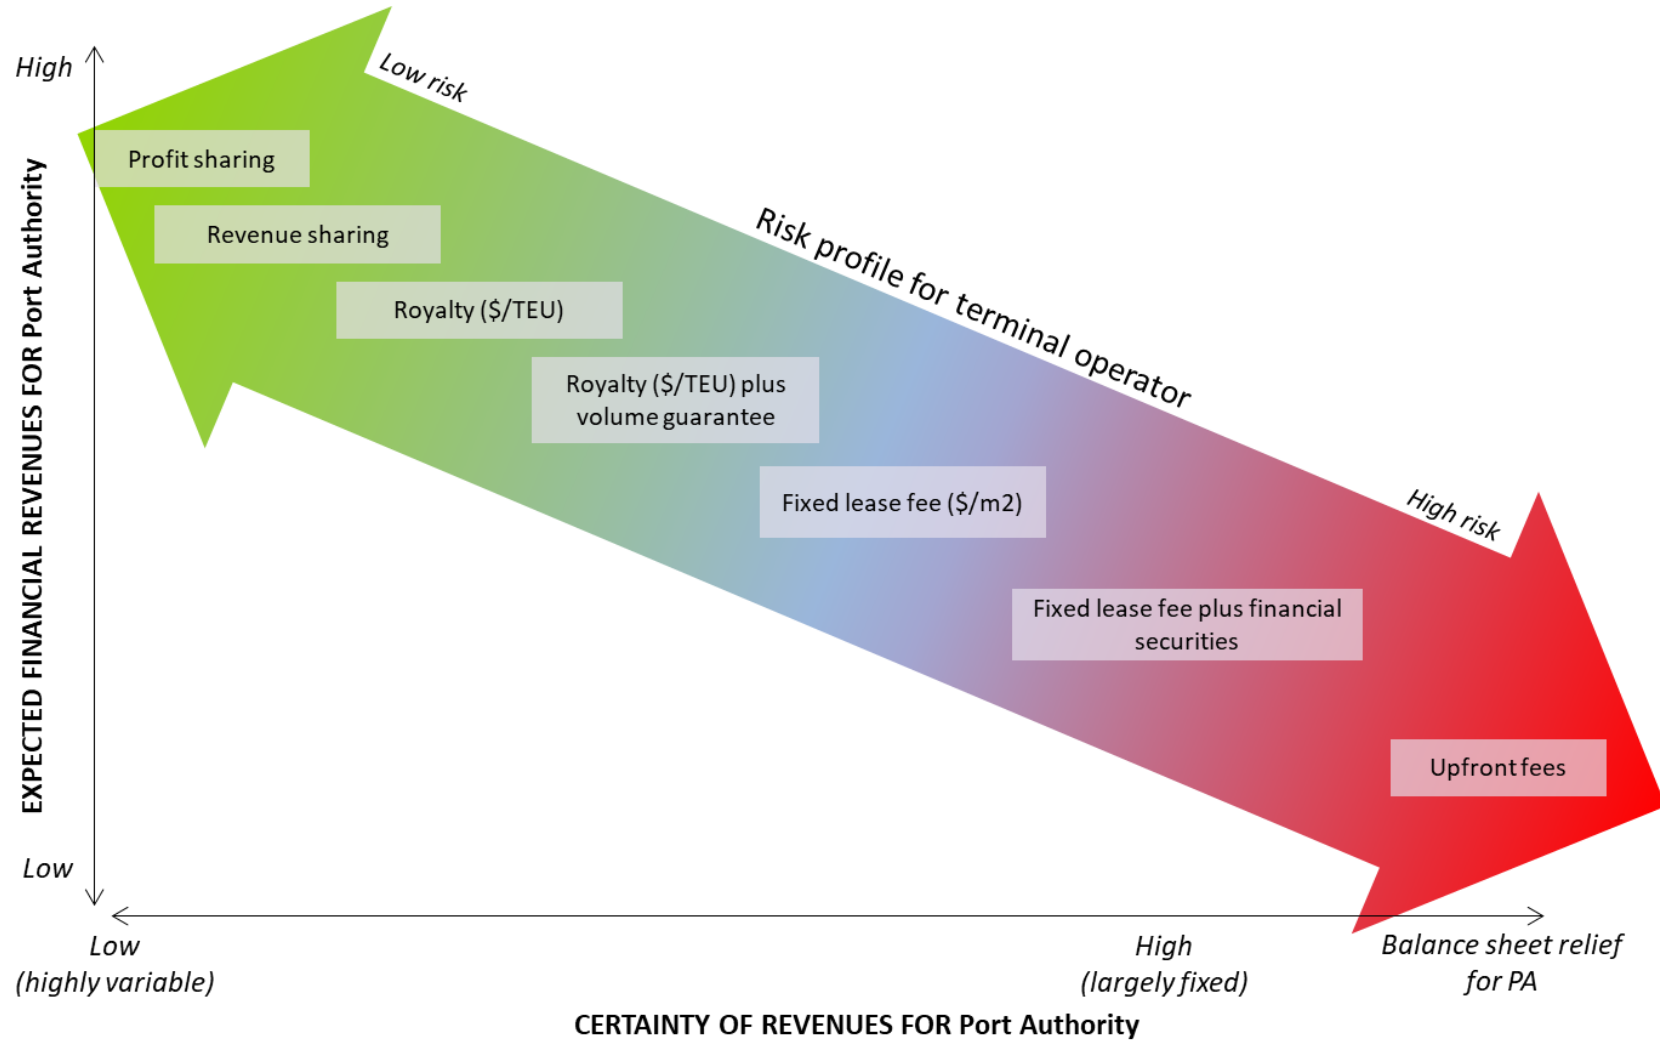 High
Low risk
Profit sharing
Revenue sharing
Risk profile for terminal operator
Royalty ($/TEU)
Royalty ($/TEU) plus
volume guarantee
Fixed lease fee ($/m2)
High risk
Fixed lease fee plus financial
securities
Upfront fees
EXPECTED FINANCIAL REVENUES FOR Port Authority
Low
Low
(highly variable)
High
(largely fixed)
Balance sheet relief
for PA
CERTAINTY OF REVENUES FOR Port Authority